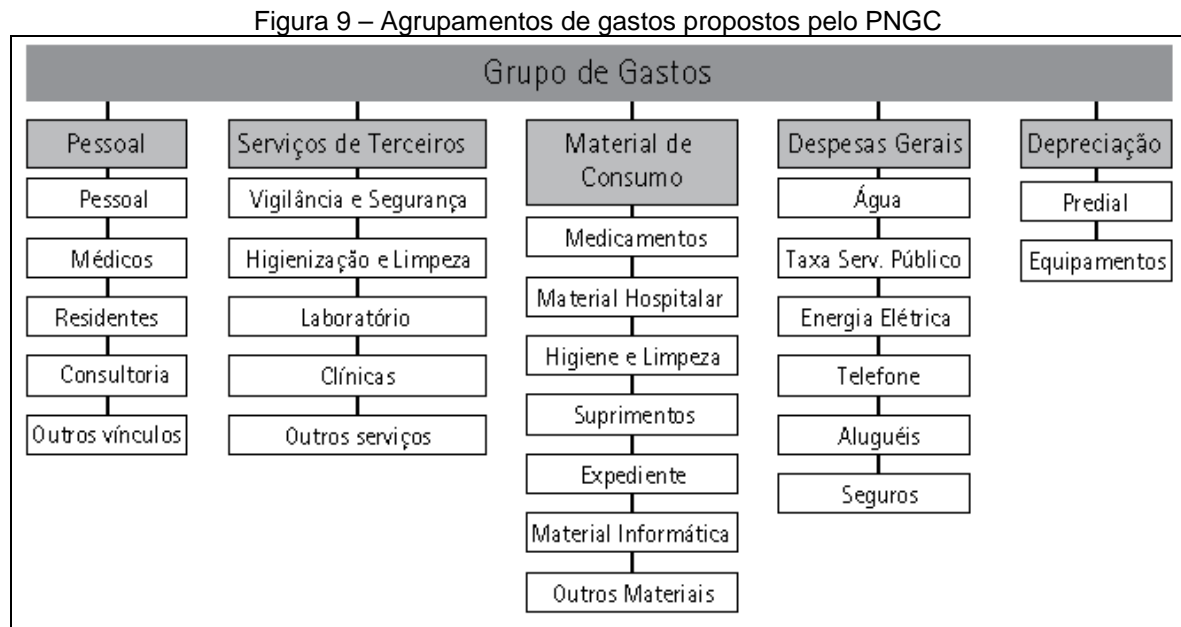 Figura 9 – Agrupamentos de gastos propostos pelo PNGC
Grupo de Gastos
Pessoal
Pessoal
Médicos
Residentes
Consultoria
Outros vínculos
Serviços de Terceiros
Vigilância e Segurança
Higienização e Limpeza
Laboratório
Clínicas
Outros serviços
Material de
Consumo
Medicamentos
Material Hospitalar
Higiene e Limpeza
Suprimentos
Expediente
Material Informática
Outros Materiais
Despesas Gerais
Água
Taxa Serv. Público
Energia Elétrica
Telefone
Aluguéis
Seguros
Depreciação
Predial
Equipamentos